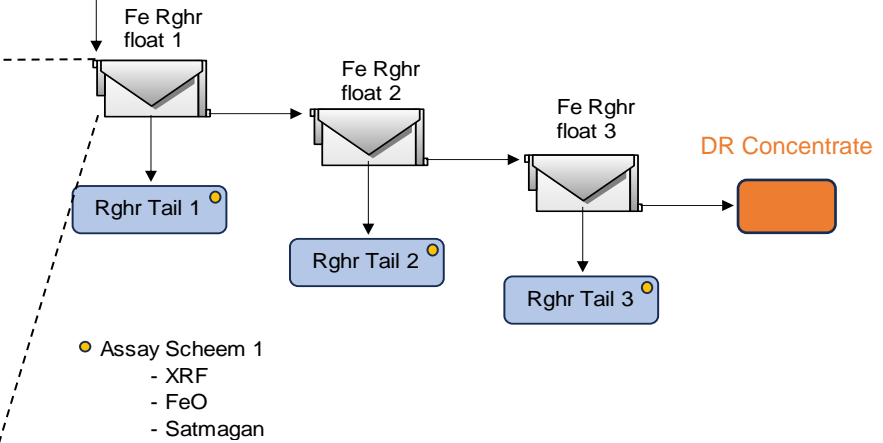 Fe Rghr
float 1
Fe Rghr
float 2
Fe Rghr
float 3
DR Concentrate
Rghr Tail 1
Rghr Tail 2
Rghr Tail 3
Assay Scheem 1
- XRF
- FeO
- Satmagan